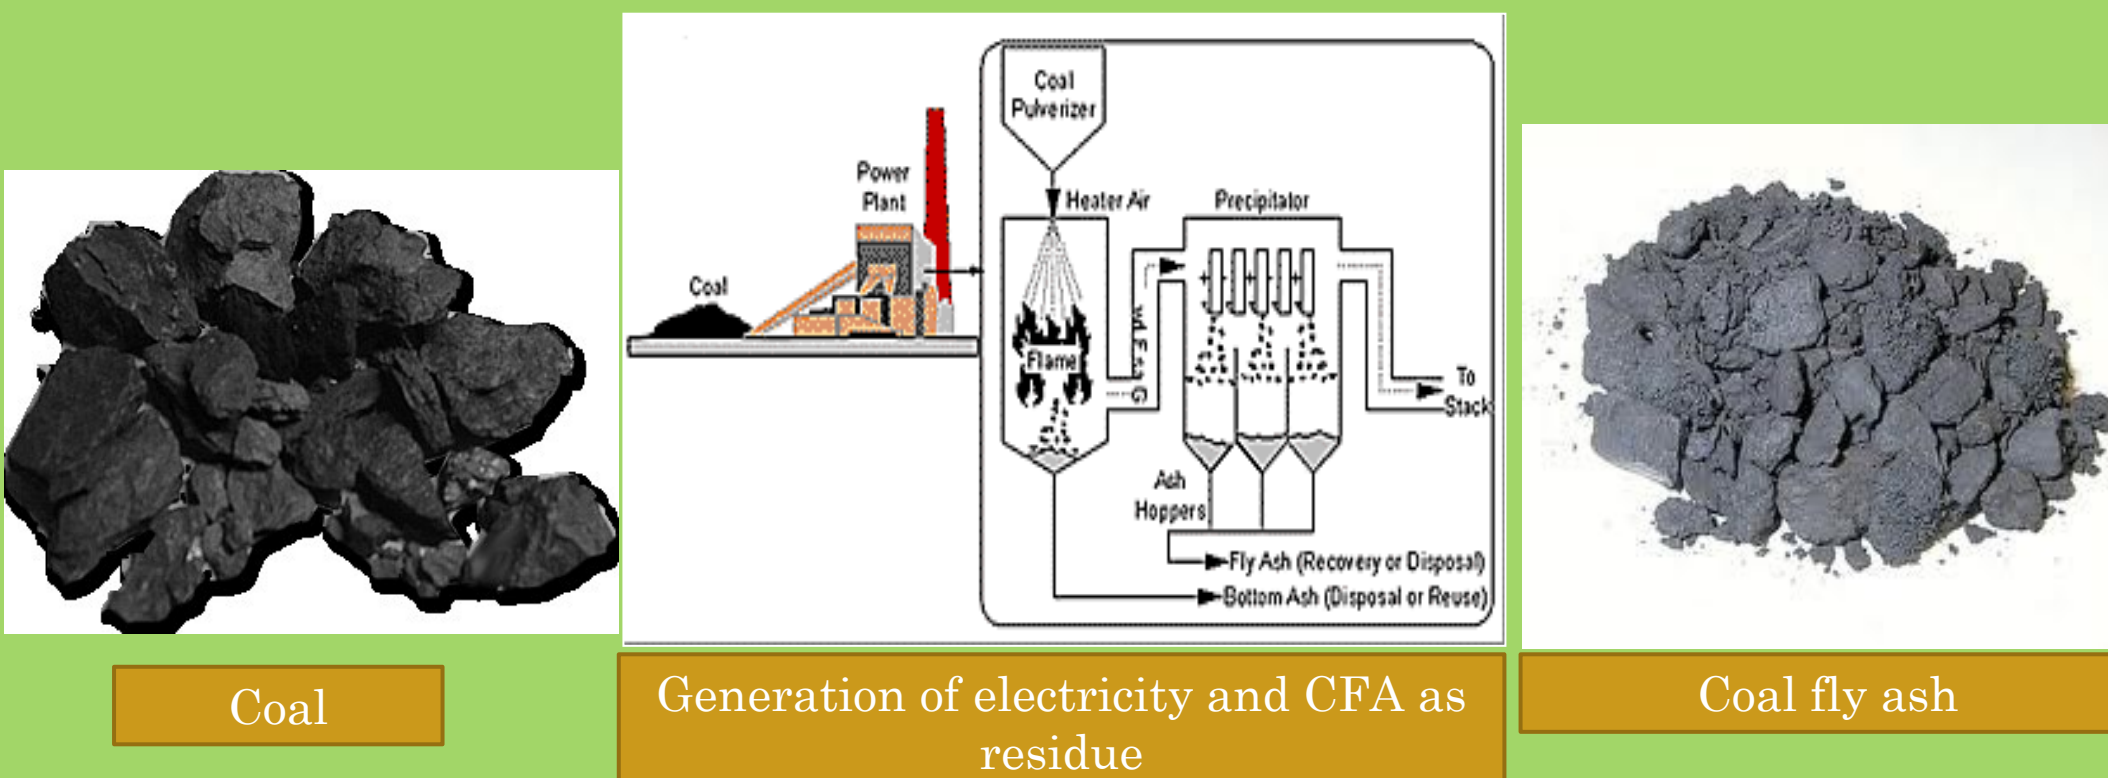 Coal
Pulverizer
Power
Plant
Heater Air
Precipitator
Coal
Flame
To
Stack
Ash
Hoppers
Fly Ash (Recovery or Disposal)
Bottom Ash (Disposal or Reuse)
Coal
Generation of electricity and CFA as
residue
Coal fly ash